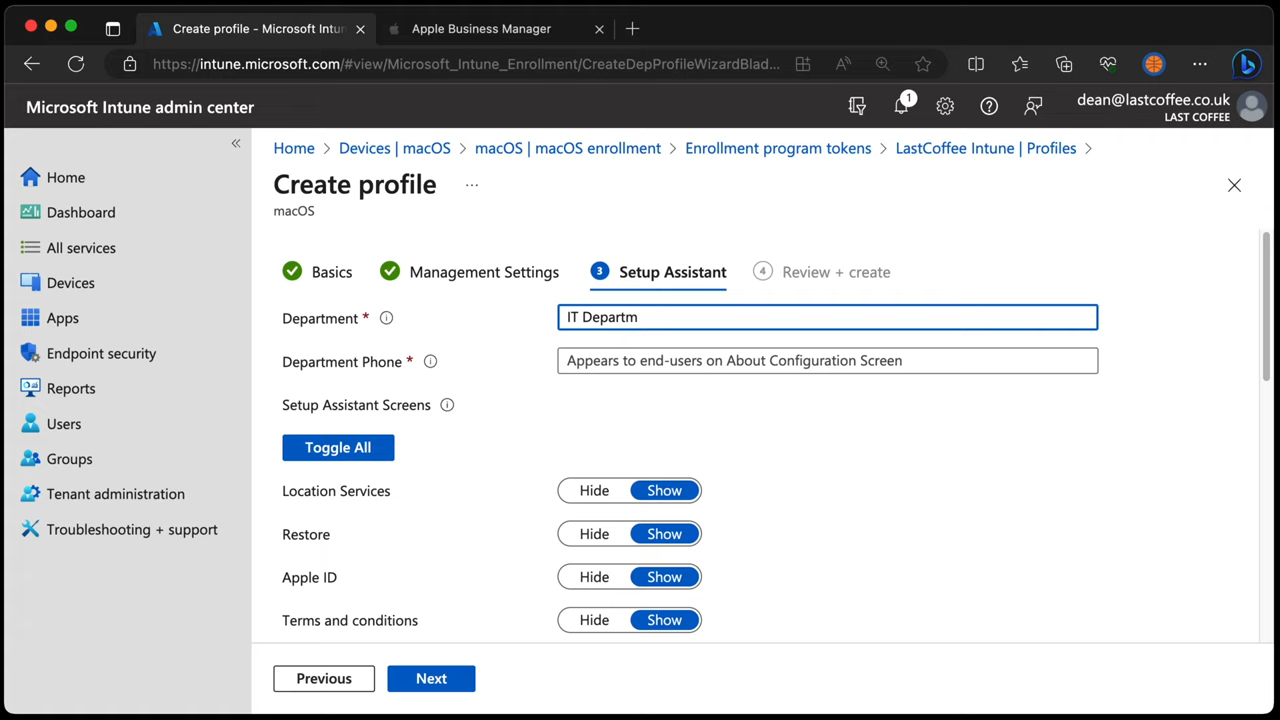 Create profile - Microsoft Intun
Apple Business Manager
https://intune.microsoft.com/#view/Microsoft_Intune_Enrollment/CreateDepProfileWizardBlad...
Microsoft Intune admin center
1
dean@lastcoffee.co.uk
LAST COFFEE
Home > Devices | macOS > macOS | macOS enrollment > Enrollment program tokens > LastCoffee Intune | Profiles >
Create profile ...
macOS
Home
Dashboard
All services
Devices
Apps
Endpoint security
Reports
Users
Groups
Tenant administration
Troubleshooting + support
Basics
Management Settings
3 Setup Assistant
4 Review + create
Department *
IT Departm
Department Phone *
Appears to end-users on About Configuration Screen
Setup Assistant Screens
Toggle All
Location Services Hide Show
Restore Hide Show
Apple ID Hide Show
Terms and conditions Hide Show
Previous Next